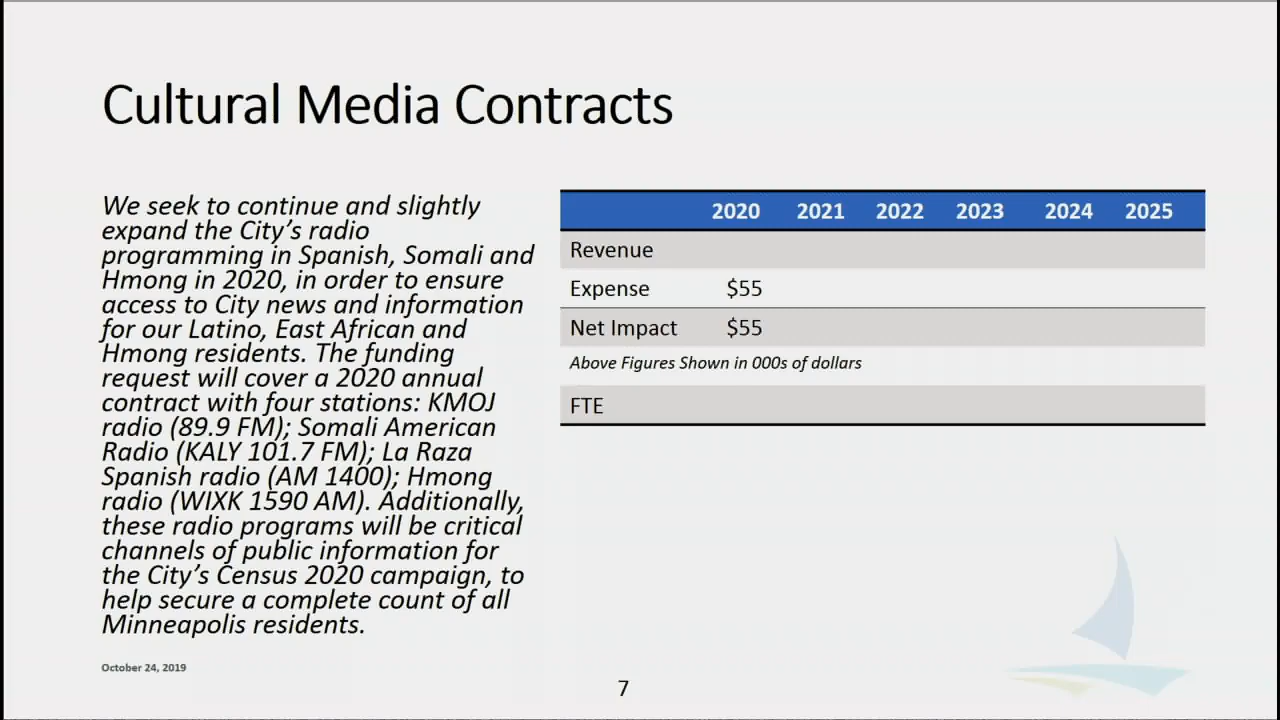 Cultural Media Contracts
We seek to continue and slightly
expand the City's radio
programming in Spanish, Somali and
Hmong in 2020, in order to ensure
access to City news and information
for our Latino, East African and
Hmong residents. The funding
request will cover a 2020 annual
contract with four stations: KMOJ
radio (89.9 FM); Somali American
Radio (KALY 101.7 FM); La Raza
Spanish radio (AM 1400); Hmong
radio (WIXK 1590 AM). Additionally,
these radio programs will be critical
channels of public information for
the City's Census 2020 campaign, to
help secure a complete count of all
Minneapolis residents.
2020 2021 2022 2023 2024 2025
Revenue
Expense $55
Net Impact $55
Above Figures Shown in 000s of dollars
FTE
October 24, 2019
7